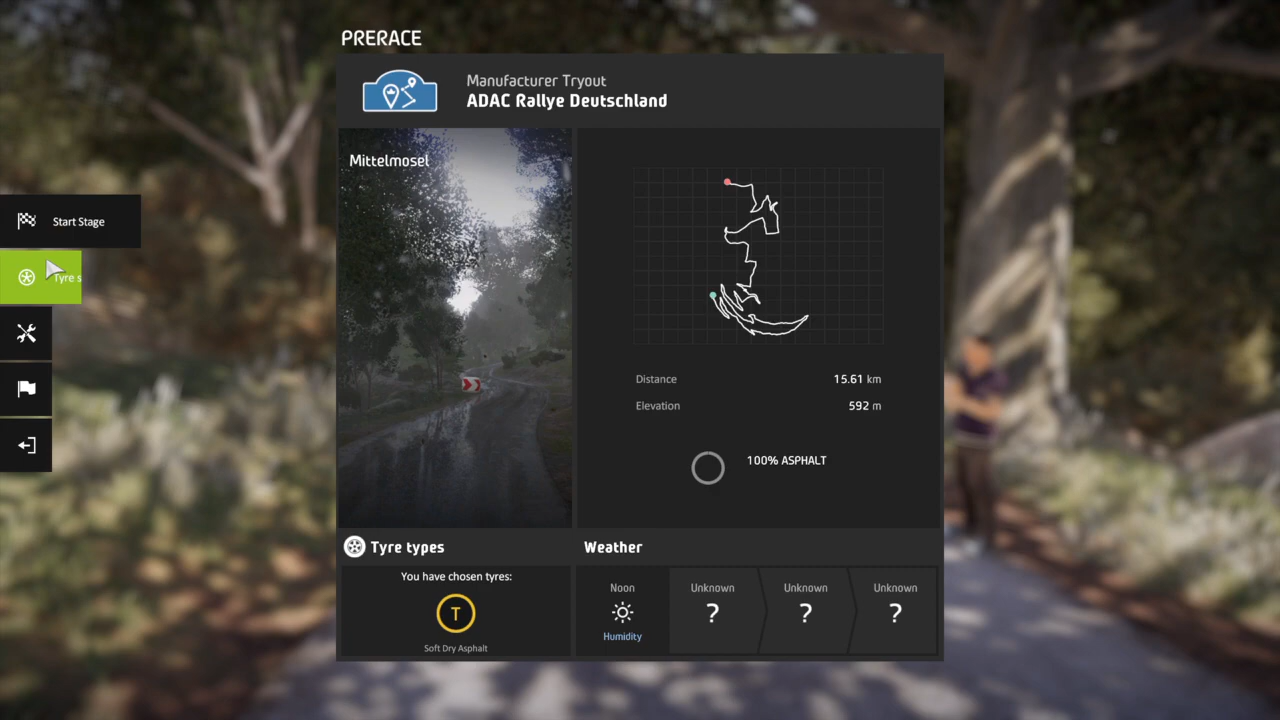 PRERACE
Manufacturer Tryout
ADAC Rallye Deutschland
Mittelmosel
Start Stage
Tyre s
Distance 15.61 km
Elevation 592 m
100% ASPHALT
Tyre types
You have chosen tyres:
T
Soft Dry Asphalt
Weather
Noon Unknown Unknown Unknown
? ? ?
Humidity